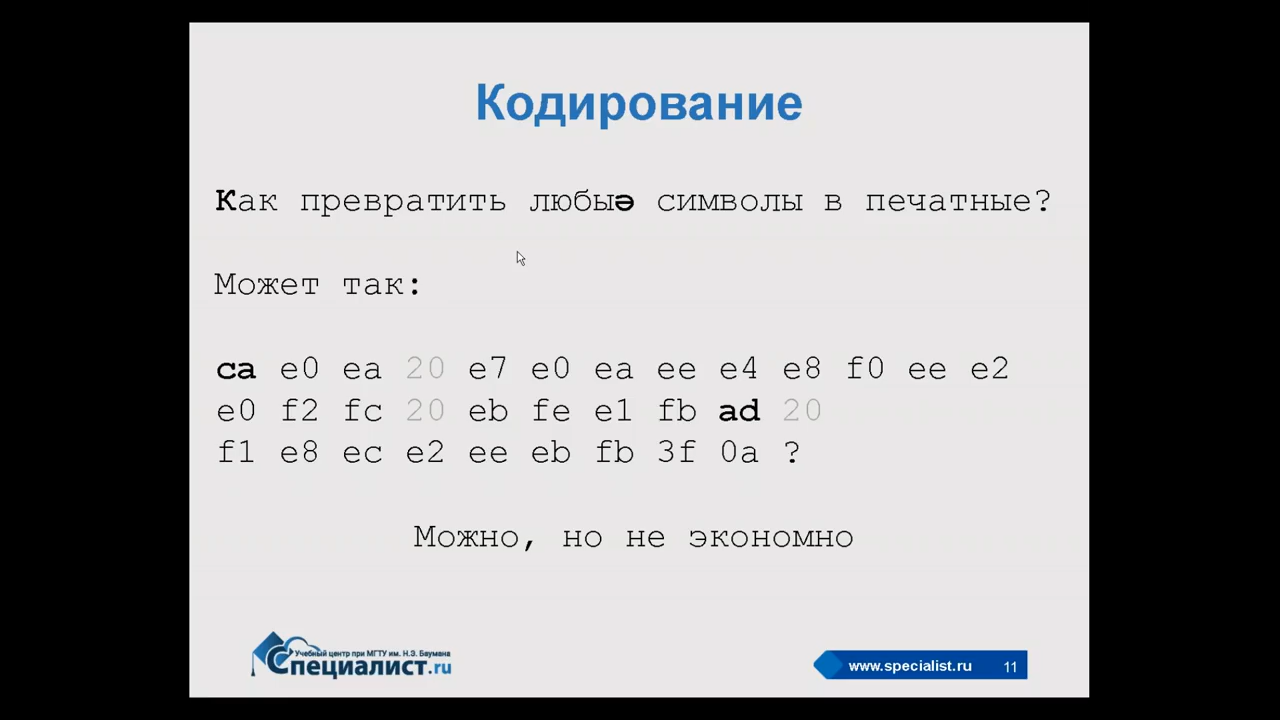 Кодирование
Как превратить любыә символы в печатные?
Может так:
ca e0 ea 20 e7 e0 ea ee e4 e8 f0 ee e2
e0 f2 fc 20 eb fe e1 fb ad 20
f1 e8 ec e2 ee eb fb 3f 0a ?
Можно, но не экономно
Учебный центр при МГТУ им. Н.Э. Баумана
Специалист.ru
www.specialist.ru 11